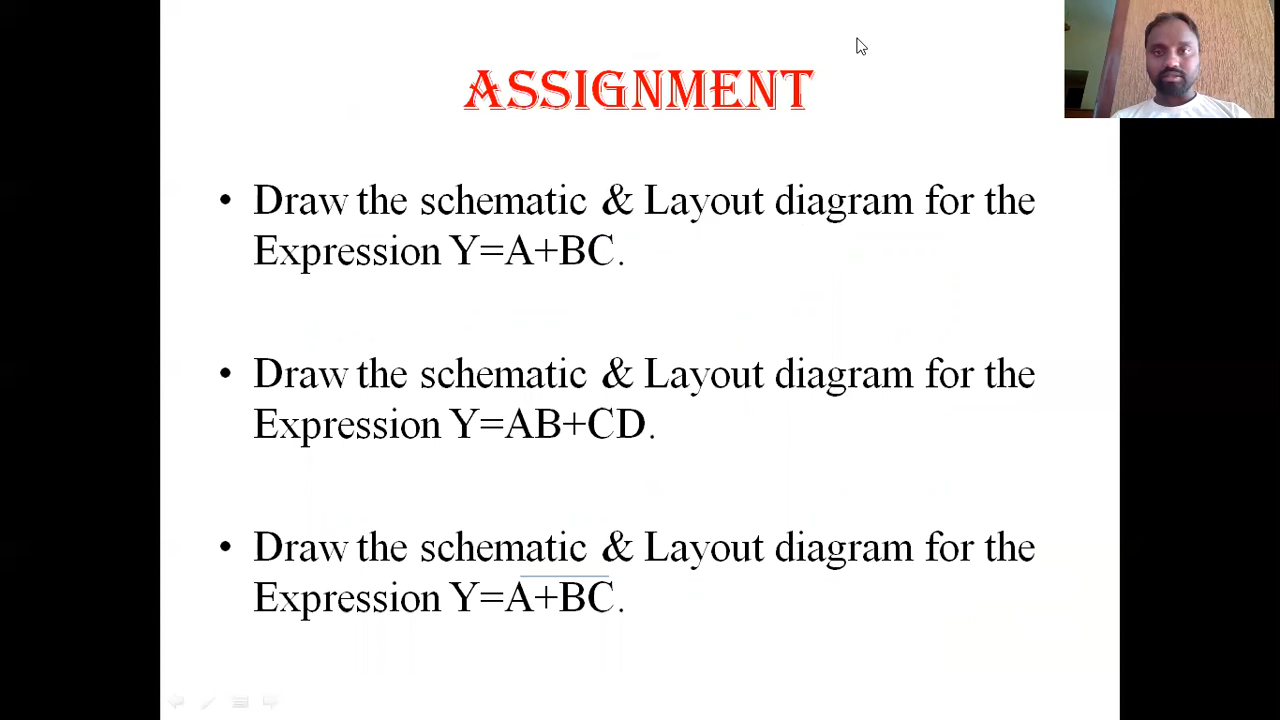 ASSIGNMENT
• Draw the schematic & Layout diagram for the
Expression Y=A+BC.
• Draw the schematic & Layout diagram for the
Expression Y=AB+CD.
• Draw the schematic & Layout diagram for the
Expression Y=A̅+̅B̅C̅.